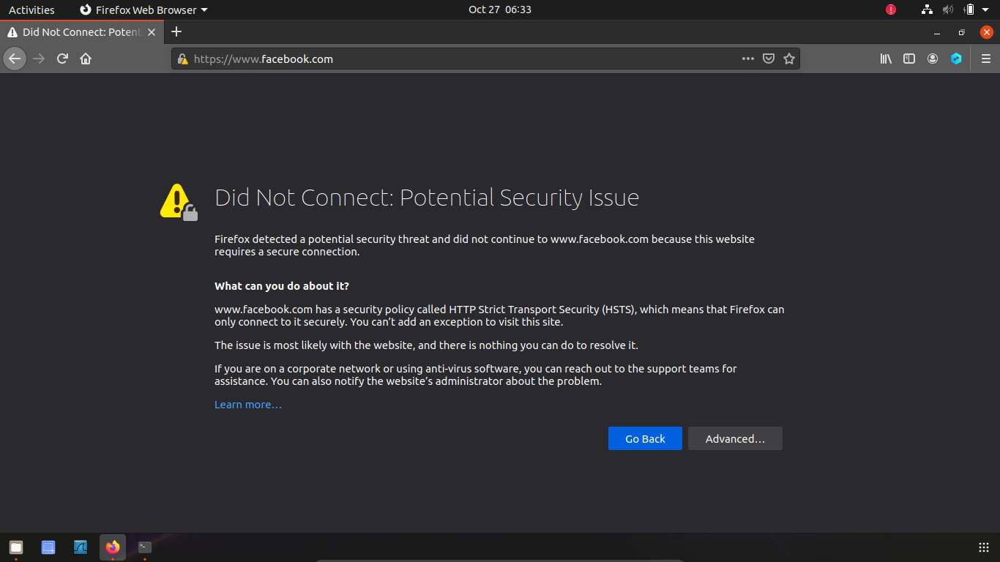 Activities
Firefox Web Browser
Oct 27 06:33
Did Not Connect: Potent
https://www.facebook.com
Did Not Connect: Potential Security Issue
Firefox detected a potential security threat and did not continue to www.facebook.com because this website
requires a secure connection.
What can you do about it?
www.facebook.com has a security policy called HTTP Strict Transport Security (HSTS), which means that Firefox can
only connect to it securely. You can’t add an exception to visit this site.
The issue is most likely with the website, and there is nothing you can do to resolve it.
If you are on a corporate network or using anti-virus software, you can reach out to the support teams for
assistance. You can also notify the website’s administrator about the problem.
Learn more…
Go Back
Advanced…